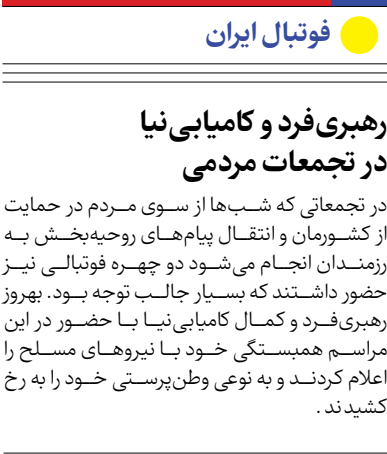 فوتبال ایران
رهبری‌فرد و کامیابی‌نیا
در تجمعات مردمی
در تجمعاتی که شب‌ها از سوی مردم در حمایت
از کشورمان و انتقال پیام‌های روحیه‌بخش به
رزمندان انجام می‌شود دو چهره فوتبالی نیز
حضور داشتند که بسیار جالب توجه بود. بهروز
رهبری‌فرد و کمال کامیابی‌نیا با حضور در این
مراسم همبستگی خود با نیروهای مسلح را
اعلام کردند و به نوعی وطن‌پرستی خود را به رخ
کشیدند.